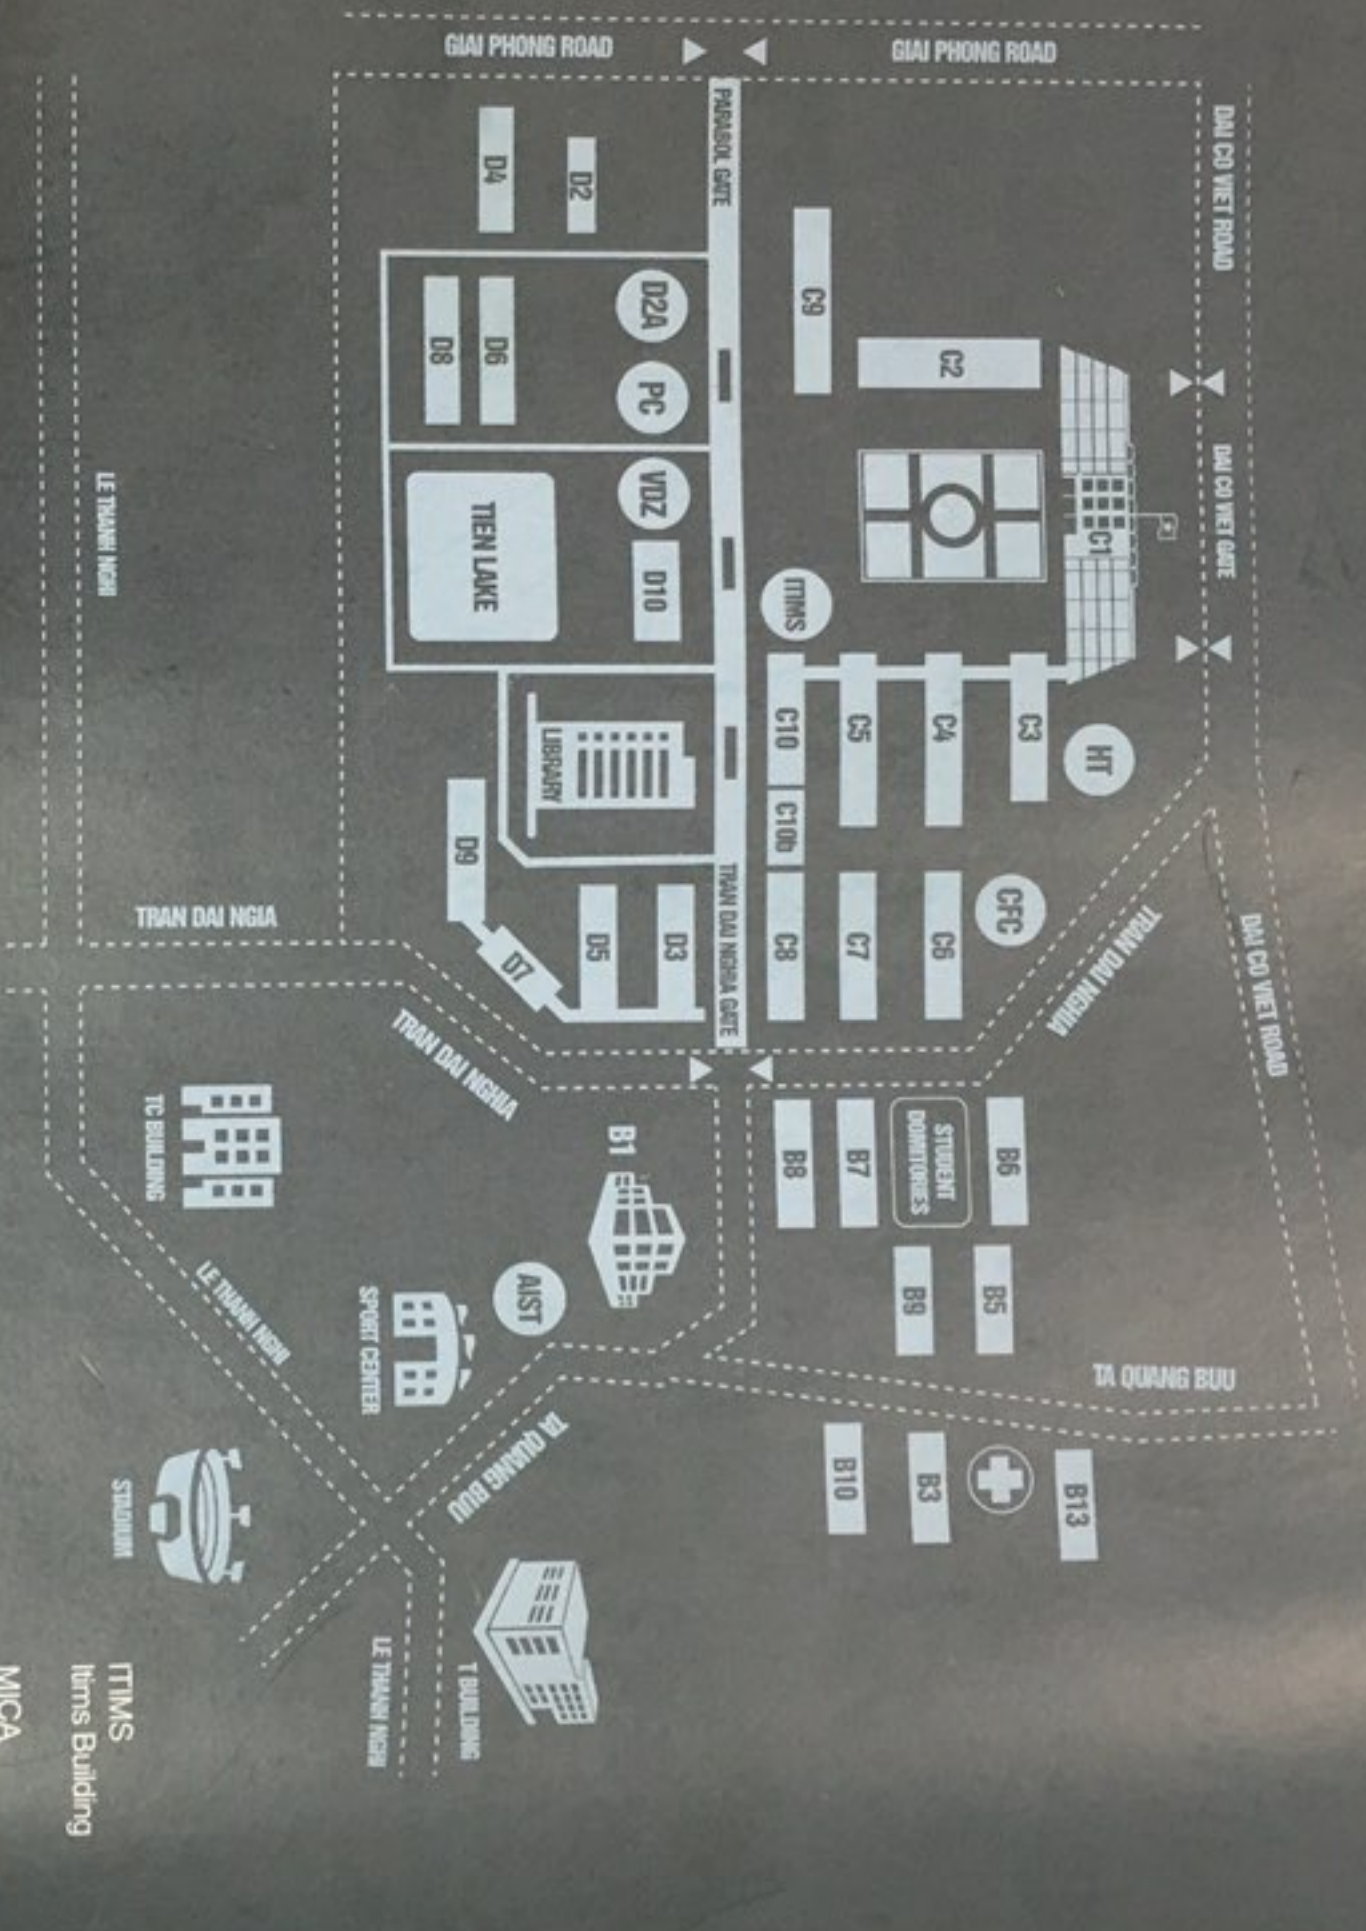 GIAI PHONG ROAD
GIAI PHONG ROAD
PARABOL GATE
DAI CO VIET ROAD
D4
D2
C9
D2A
D8
D6
PC
C2
C1
DAI CO VIET GATE
LE THANH NGHI
TIEN LAKE
VDZ
D10
ITIMS
C10
C5
C4
C3
HT
LIBRARY
C10b
D9
D7
D5
D3
TRAN DAI NGHIA GATE
C8
C7
C6
CFC
TRAN DAI NGIA
TRAN DAI NGHIA
TRAN DAI NGHIA
DAI CO VIET ROAD
TC BUILDING
B1
B8
B7
STUDENT
DOMITORIES
B6
B9
B5
AIST
SPORT CENTER
LE THANH NGHI
TA QUANG BUU
TA QUANG BUU
STADIUM
B10
B3
B13
T BUILDING
LE THANH NGHI
ITIMS
Itims Building
MICA